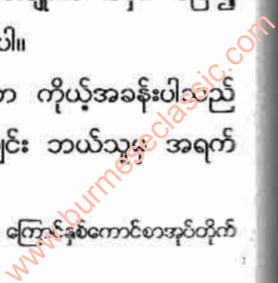 ပါ။
ကိုယ့်အခန်းပါသည်
ဘယ်သူမှ အရက်
ကြောင်နှစ်ကောင်စာအုပ်တိုက်
www.burmeseclassic.com